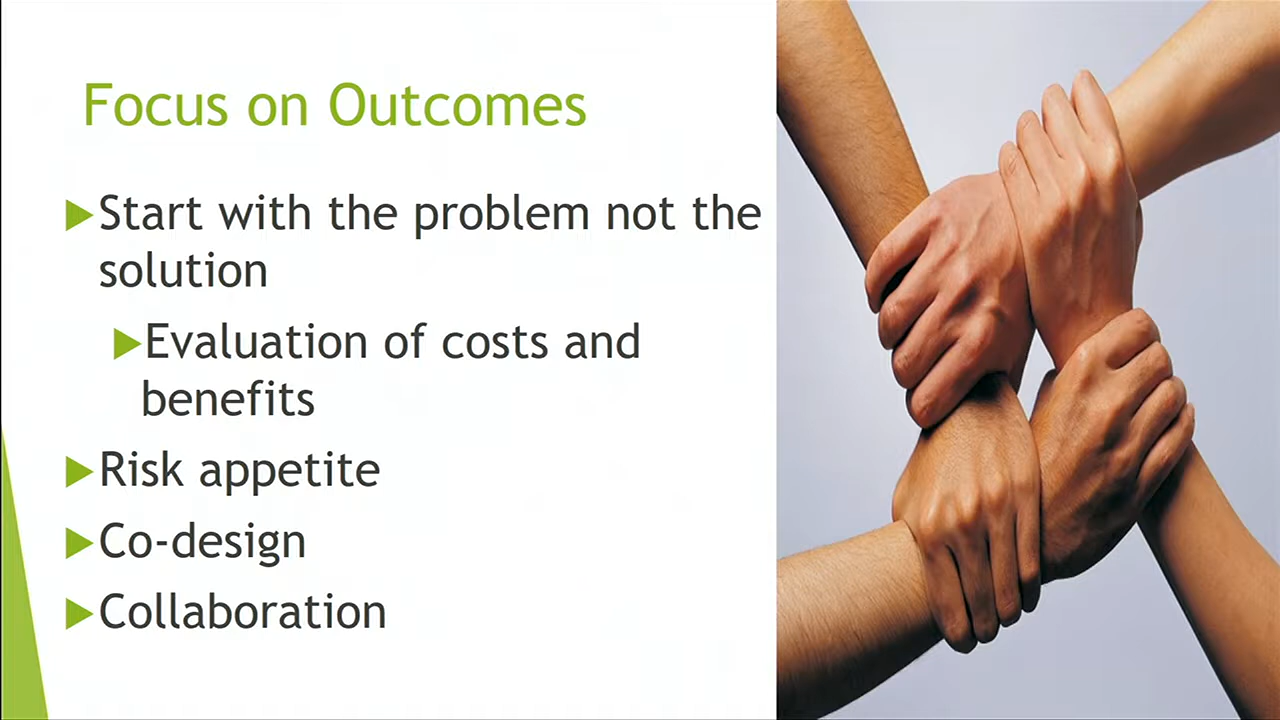 Focus on Outcomes
Start with the problem not the
solution
Evaluation of costs and
benefits
Risk appetite
Co-design
Collaboration